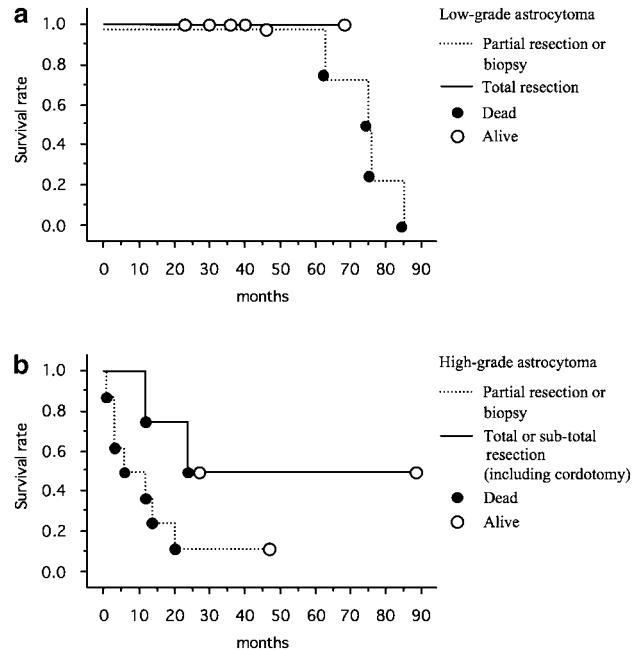 a
Low-grade astrocytoma
Partial resection or
biopsy
Total resection
Dead
Alive
Survival rate
1.0
0.8
0.6
0.4
0.2
0.0
0 10 20 30 40 50 60 70 80 90
months
b
High-grade astrocytoma
Partial resection or
biopsy
Total or sub-total
resection
(including cordotomy)
Dead
Alive
Survival rate
1.0
0.8
0.6
0.4
0.2
0.0
0 10 20 30 40 50 60 70 80 90
months